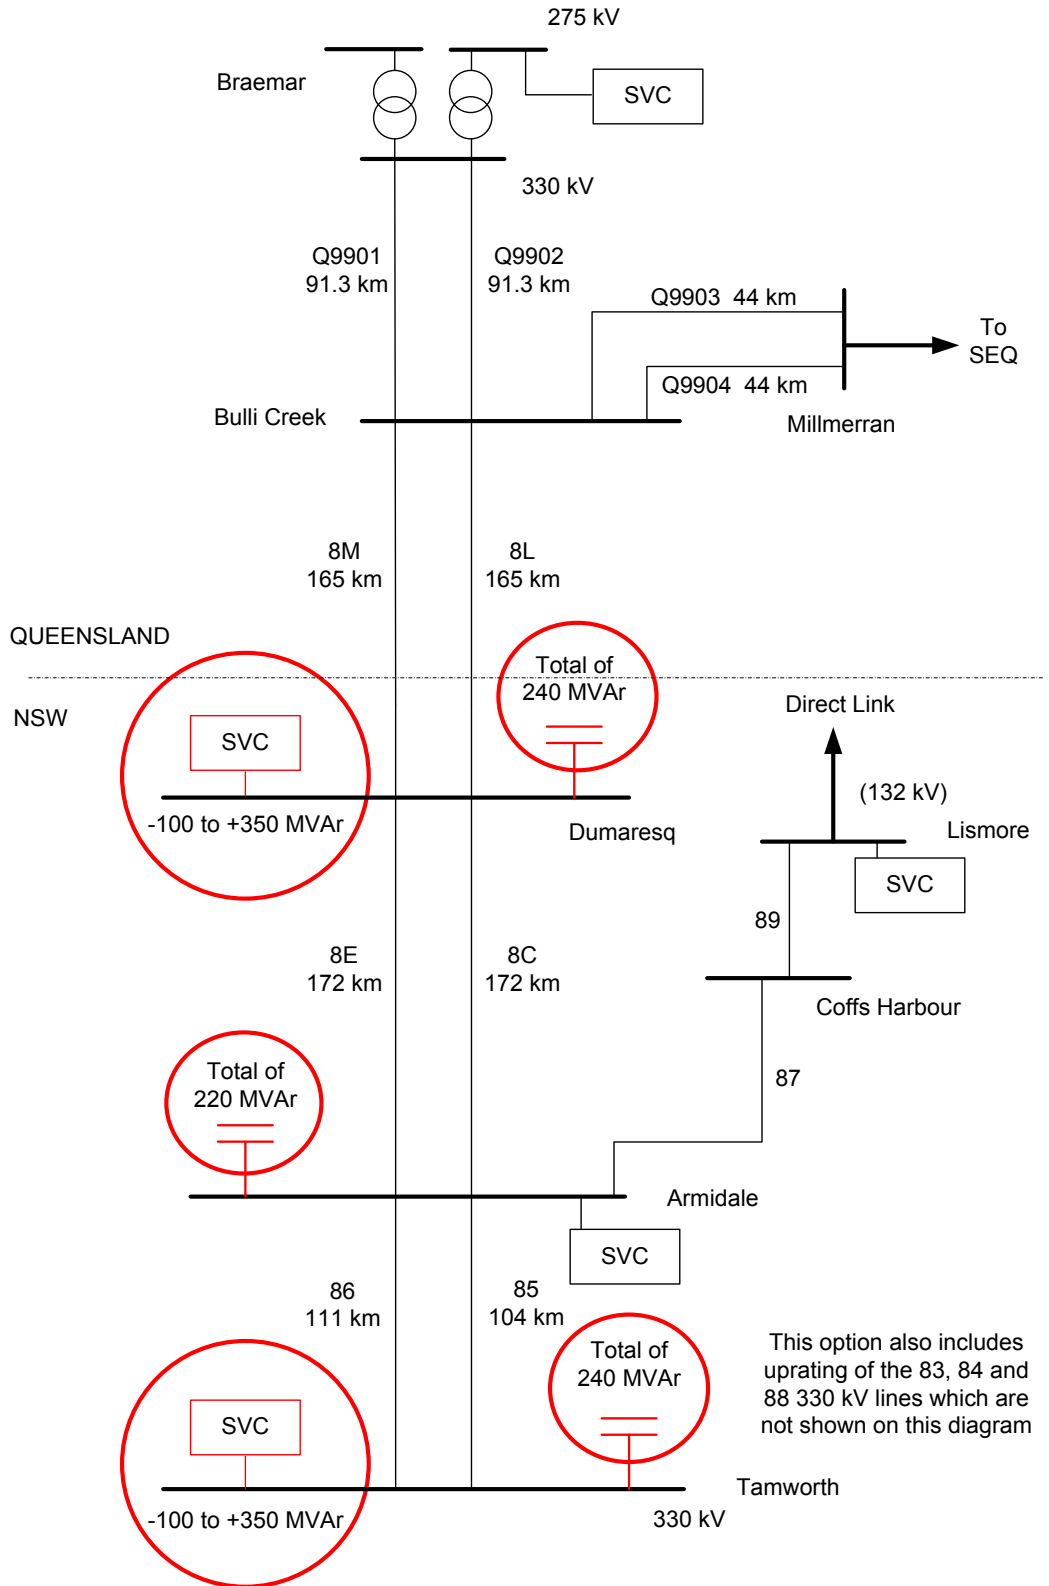 275 kV
Braemar
SVC
330 kV
Q9901
91.3 km
Q9902
91.3 km
Q9903  44 km
To
SEQ
Q9904  44 km
Bulli Creek
Millmerran
8M
165 km
8L
165 km
QUEENSLAND
Total of
240 MVAr
NSW
Direct Link
SVC
(132 kV)
-100 to +350 MVAr
Dumaresq
Lismore
SVC
89
8E
172 km
8C
172 km
Coffs Harbour
Total of
220 MVAr
87
Armidale
SVC
86
111 km
85
104 km
Total of
240 MVAr
This option also includes
uprating of the 83, 84 and
88 330 kV lines which are
not shown on this diagram
SVC
Tamworth
-100 to +350 MVAr
330 kV